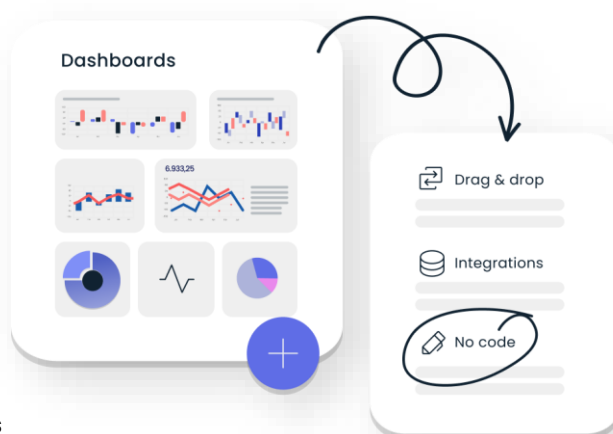 Dashboards
6.933,25
Drag & drop
Integrations
No code
s